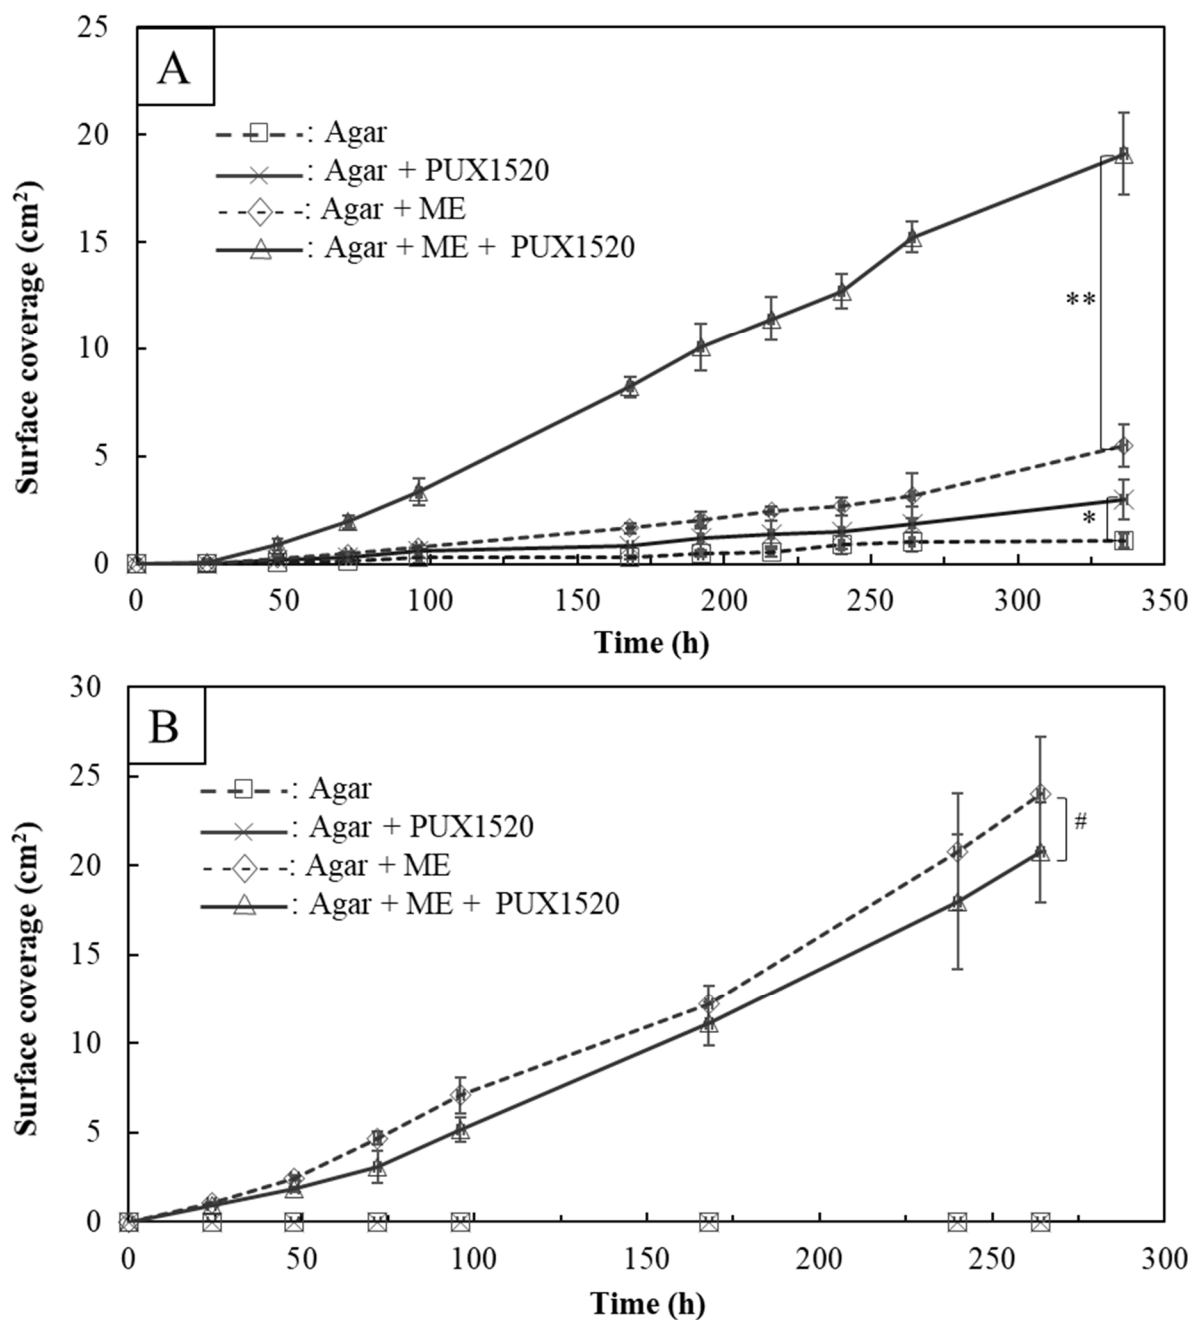 A
25
20
15
10
5
0
Surface coverage (cm²)
: Agar
: Agar + PUX1520
: Agar + ME
: Agar + ME + PUX1520
**
*
0 50 100 150 200 250 300 350
Time (h)
B
30
25
20
15
10
5
0
Surface coverage (cm²)
: Agar
: Agar + PUX1520
: Agar + ME
: Agar + ME + PUX1520
#
0 50 100 150 200 250 300
Time (h)